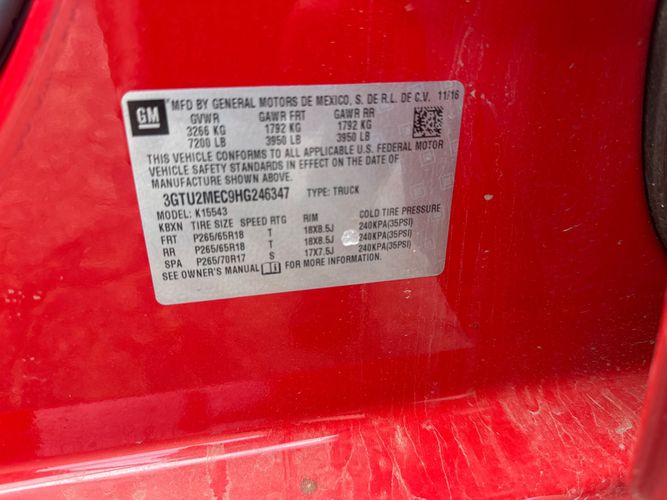 GM MFD BY GENERAL MOTORS DE MEXICO, S. DE R.L. DE C.V. 11/16
GVWR GAWR FRT GAWR RR
3266 KG 1792 KG 1792 KG
7200 LB 3950 LB 3950 LB
THIS VEHICLE CONFORMS TO ALL APPLICABLE U.S. FEDERAL MOTOR
VEHICLE SAFETY STANDARDS IN EFFECT ON THE DATE OF
MANUFACTURE SHOWN ABOVE.
3GTU2MEC9HG246347 TYPE: TRUCK
MODEL: K15543
KBXN TIRE SIZE SPEED RTG RIM COLD TIRE PRESSURE
FRT P265/65R18 T 18X8.5J 240KPA(35PSI)
RR P265/65R18 T 18X8.5J 240KPA(35PSI)
SPA P265/70R17 S 17X7.5J 240KPA(35PSI)
SEE OWNER'S MANUAL FOR MORE INFORMATION.